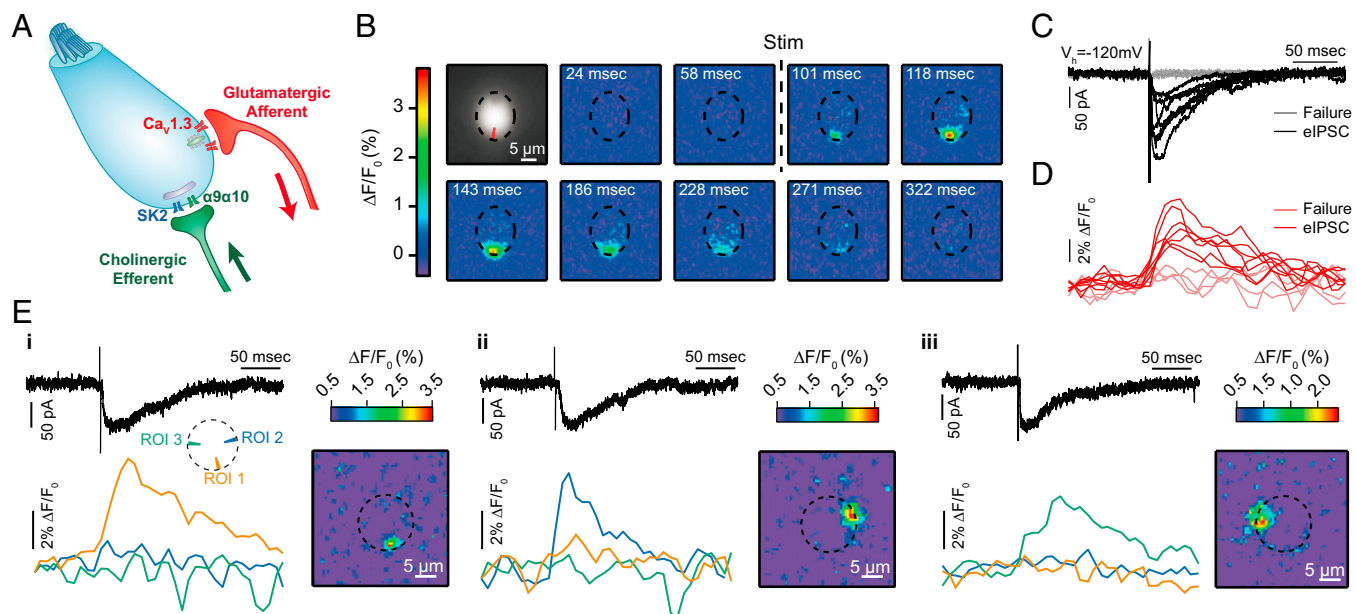 A
Glutamatergic
Afferent
Caᵥ1.3
SK2
α9α10
Cholinergic
Efferent
B
Stim
ΔF/F₀ (%)
3
2
1
0
5 µm
24 msec
58 msec
101 msec
118 msec
143 msec
186 msec
228 msec
271 msec
322 msec
C
Vₕ=-120mV
50 msec
50 pA
Failure
eIPSC
D
2% ΔF/F₀
Failure
eIPSC
E
i
50 msec
50 pA
ROI 3
ROI 2
ROI 1
2% ΔF/F₀
ΔF/F₀ (%)
0.5
1.5
2.5
3.5
5 µm
ii
50 msec
50 pA
2% ΔF/F₀
ΔF/F₀ (%)
0.5
1.5
2.5
3.5
5 µm
iii
50 msec
50 pA
2% ΔF/F₀
ΔF/F₀ (%)
0.5
1.5
1.0
2.0
5 µm